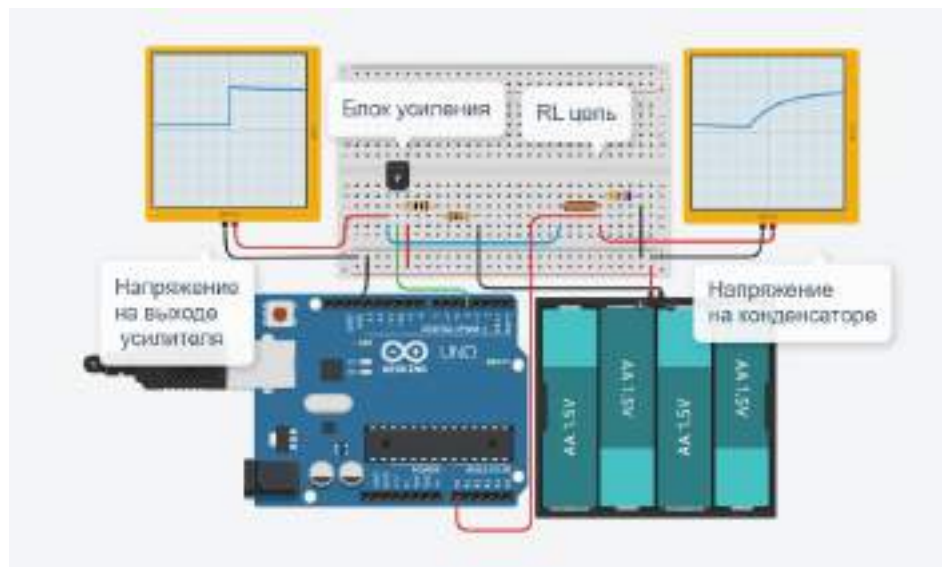 Блок усиления
RL цепь
Напряжение
на выходе
усилителя
Напряжение
на конденсаторе
UNO
ARDUINO
AA 1.5V
AA 1.5V
AA 1.5V
AA 1.5V